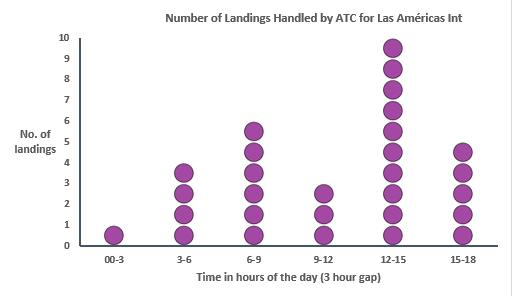 Number of Landings Handled by ATC for Las Américas Int
10
9
8
7
6
5
4
3
2
1
0
No. of
landings
00-3 3-6 6-9 9-12 12-15 15-18
Time in hours of the day (3 hour gap)